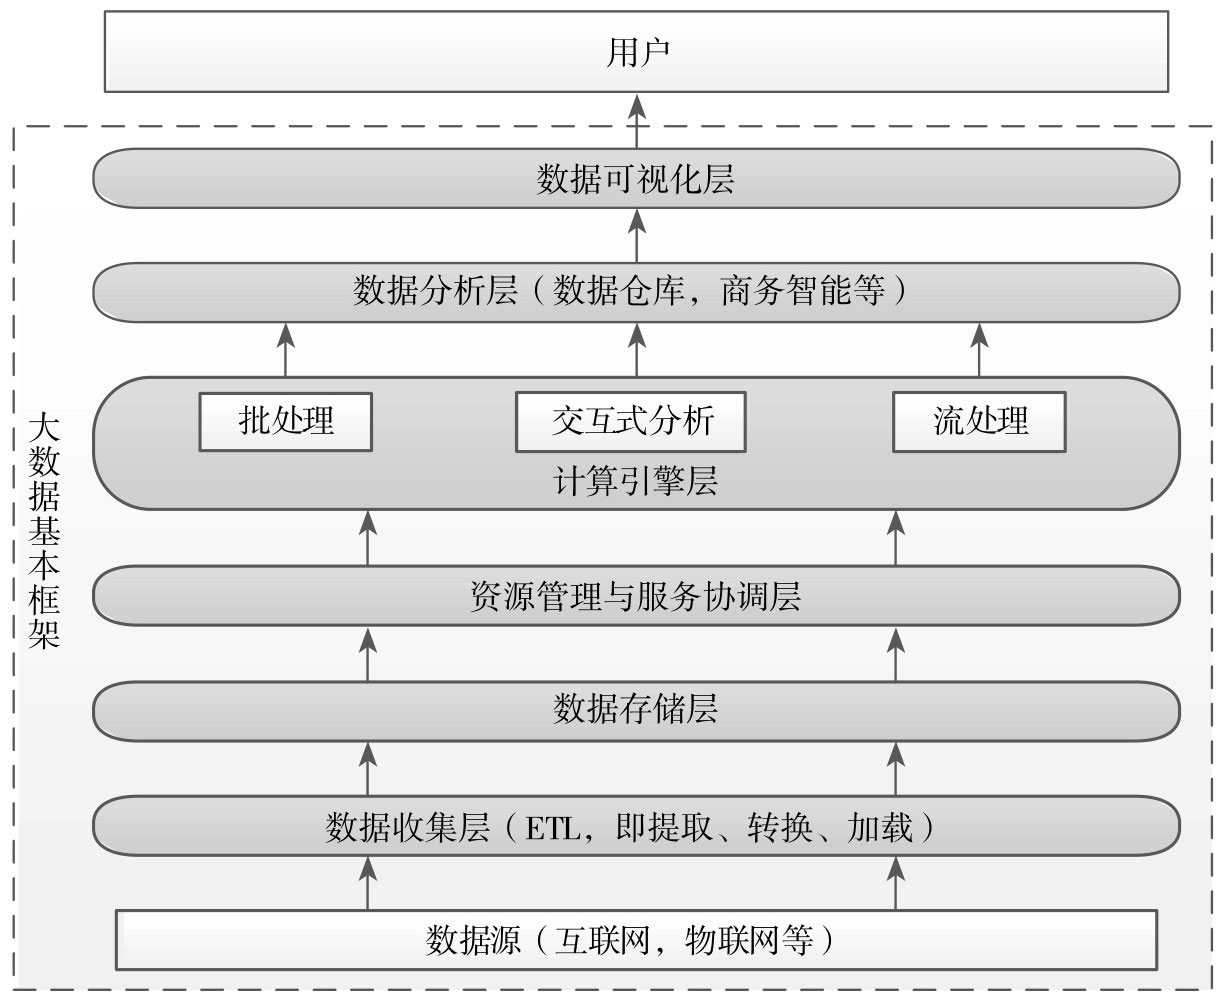 用户
数据可视化层
数据分析层（数据仓库，商务智能等）
批处理
交互式分析
流处理
计算引擎层
大数据基本框架
资源管理与服务协调层
数据存储层
数据收集层（ETL，即提取、转换、加载）
数据源（互联网，物联网等）